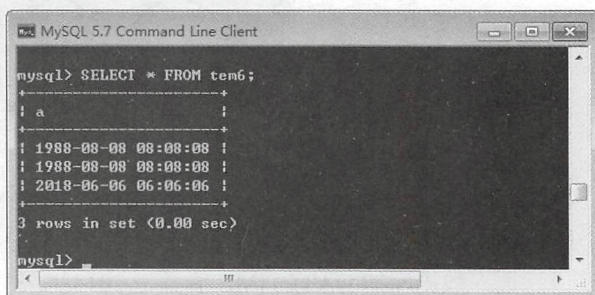 MySQL 5.7 Command Line Client
mysql> SELECT * FROM tem6;
+---------------------+
| a                   |
+---------------------+
| 1988-08-08 08:08:08 |
| 1988-08-08 08:08:08 |
| 2018-06-06 06:06:06 |
+---------------------+
3 rows in set (0.00 sec)
mysql> _